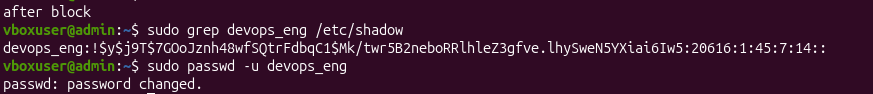 after block
vboxuser@admin:~$ sudo grep devops_eng /etc/shadow
devops_eng:!$y$j9T$7GOoJznh48wfSQtrFdbqC1$Mk/twr5B2neboRRlhleZ3gfve.lhySweN5YXiai6Iw5:20616:1:45:7:14::
vboxuser@admin:~$ sudo passwd -u devops_eng
passwd: password changed.